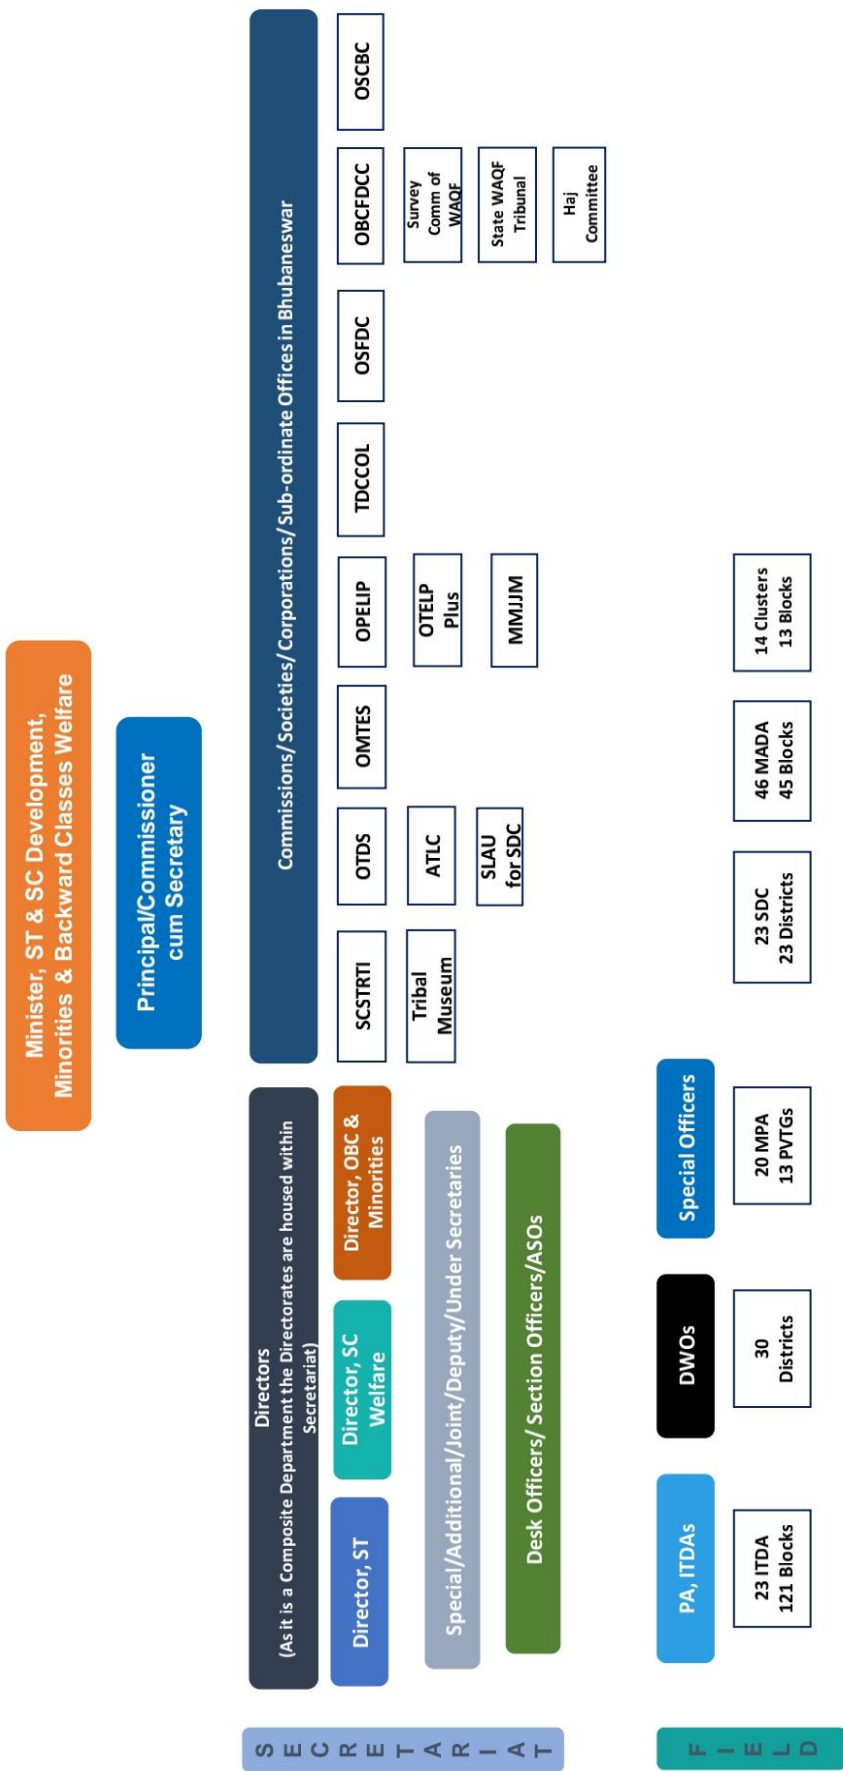 Minister, ST & SC Development,
Minorities & Backward Classes Welfare
Principal/Commissioner
cum Secretary
SECRETARIAT
Directors
(As it is a Composite Department the Directorates are housed within
Secretariat)
Commissions/ Societies/ Corporations/ Sub-ordinate Offices in Bhubaneswar
Director, ST
Director, SC
Welfare
Director, OBC &
Minorities
SCSTRTI
OTDS
OMTES
OPELIP
TDCCOL
OSFDC
OBCFDCC
OSCBC
Special/Additional/Joint/Deputy/Under Secretaries
Tribal
Museum
ATLC
OTELP
Plus
Survey
Comm of
WAQF
Desk Officers/ Section Officers/ASOs
SLAU
for SDC
MMJJM
State WAQF
Tribunal
Haj
Committee
FIELD
PA, ITDAs
DWOs
Special Officers
23 ITDA
121 Blocks
30
Districts
20 MPA
13 PVTGs
23 SDC
23 Districts
46 MADA
45 Blocks
14 Clusters
13 Blocks